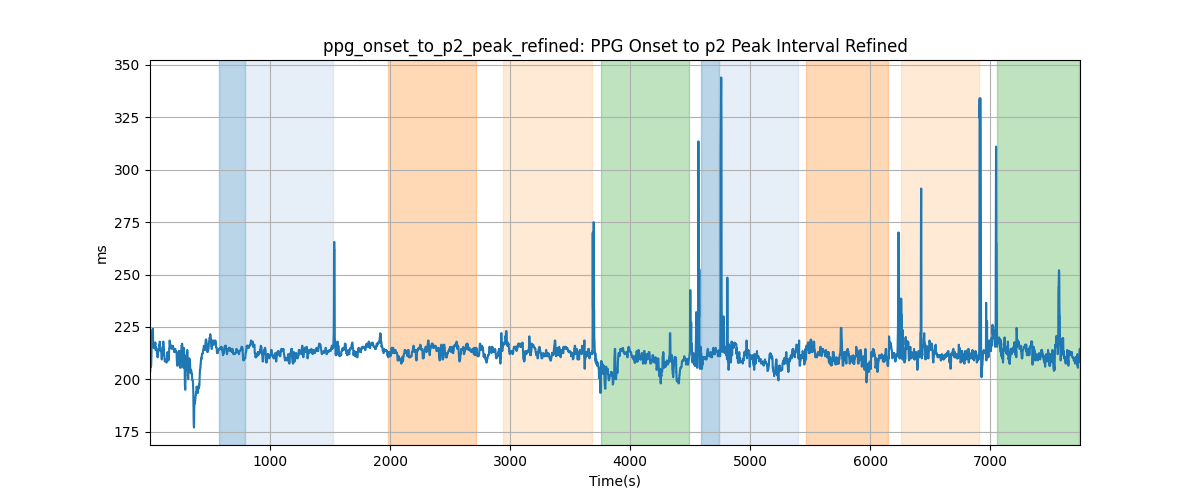 ppg_onset_to_p2_peak_refined: PPG Onset to p2 Peak Interval Refined
350
325
300
275
250
225
200
175
ms
1000 2000 3000 4000 5000 6000 7000
Time(s)